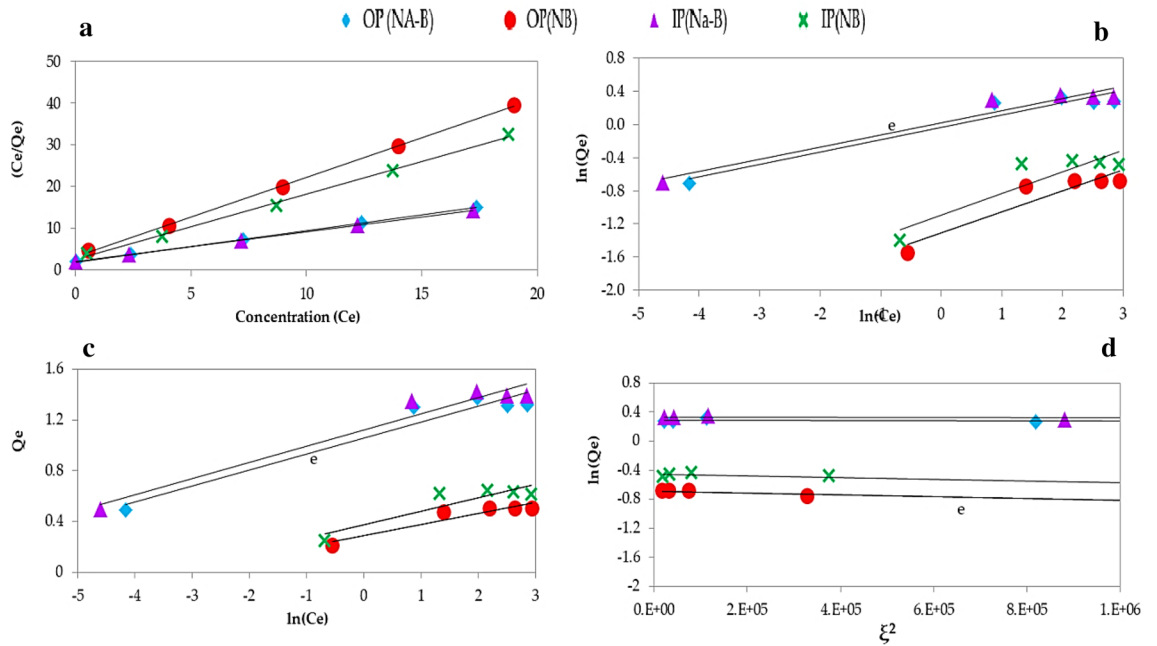 OP (NA-B) OP(NB) IP(Na-B) IP(NB)
a
50
40
30
20
10
0
0 5 10 15 20
(Ce/Qe)
Concentration (Ce)
b
0.8
0.4
0.0
-0.4
-0.8
-1.2
-1.6
-2.0
-5 -4 -3 -2 -1 0 1 2 3
ln(Qe)
ln(Ce)
e
c
1.6
1.2
0.8
0.4
0
-5 -4 -3 -2 -1 0 1 2 3
Qe
ln(Ce)
e
d
0.8
0.4
0
-0.4
-0.8
-1.2
-1.6
-2
0.E+00 2.E+05 4.E+05 6.E+05 8.E+05 1.E+06
ln(Qe)
ξ²
e